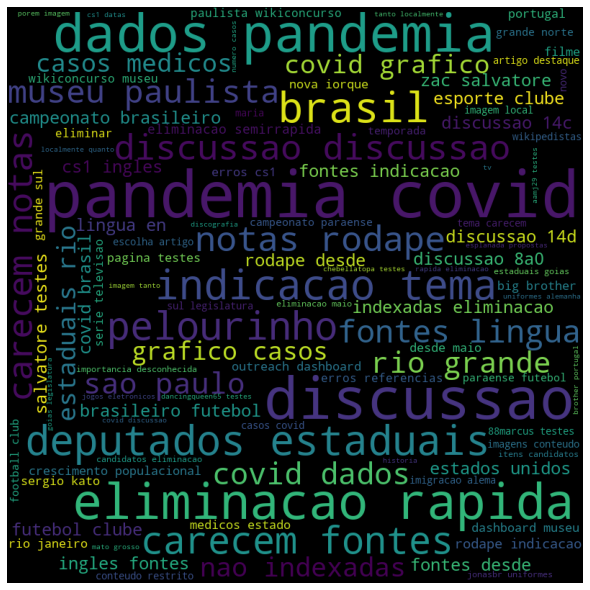 porem imagem
cs1 datas
paulista wikiconcurso
tanto localmente
portugal
dados pandemia
grande norte
filme
casos medicos
numero casos
covid grafico
artigo destaque
wikiconcurso museu
nova iorque
zac salvatore
novo
museu paulista
brasil
esporte clube
imagem local
campeonato brasileiro
maria
discussao 14c
eliminar
eliminacao semirrapida
temporada
wikipedistas
localmente quanto
discussao discussao
tv
cs1 ingles
erros cs1
fontes indicacao
aamj29 testes
carecem notas
grande sul
pandemia covid
lingua en
discografia
campeonato paraense
tema carecem
escolha artigo
notas rodape
discussao 14d
esplanada propostas
pagina testes
rodape desde
discussao 8a0
estaduais rio
covid brasil
serie televisao
chebellatopa testes
rapida eliminacao
estaduais goias
imagem tanto
indicacao tema
big brother
uniformes alemanha
salvatore testes
sul legislatura
eliminacao maio
indexadas eliminacao
pelourinho
desde maio
fontes lingua
goias legislatura
grafico casos
rio grande
brother portugal
importancia desconhecida
outreach dashboard
erros referencias
paraense futebol
sao paulo
jogos eletronicos
dancingqueen65 testes
discussao
brasileiro futebol
covid discussao
casos covid
88marcus testes
football club
deputados estaduais
imagens conteudo
candidatos eliminacao
historia
itens candidatos
crescimento populacional
covid dados
imigracao alema
estados unidos
sergio kato
eliminacao rapida
futebol clube
medicos estado
dashboard museu
rio janeiro
mato grosso
carecem fontes
rodape indicacao
ingles fontes
nao indexadas
fontes desde
conteudo restrito
jonasbr uniformes